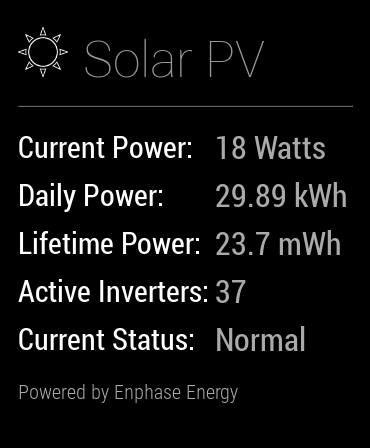 Solar PV
Current Power: 18 Watts
Daily Power: 29.89 kWh
Lifetime Power: 23.7 mWh
Active Inverters: 37
Current Status: Normal
Powered by Enphase Energy